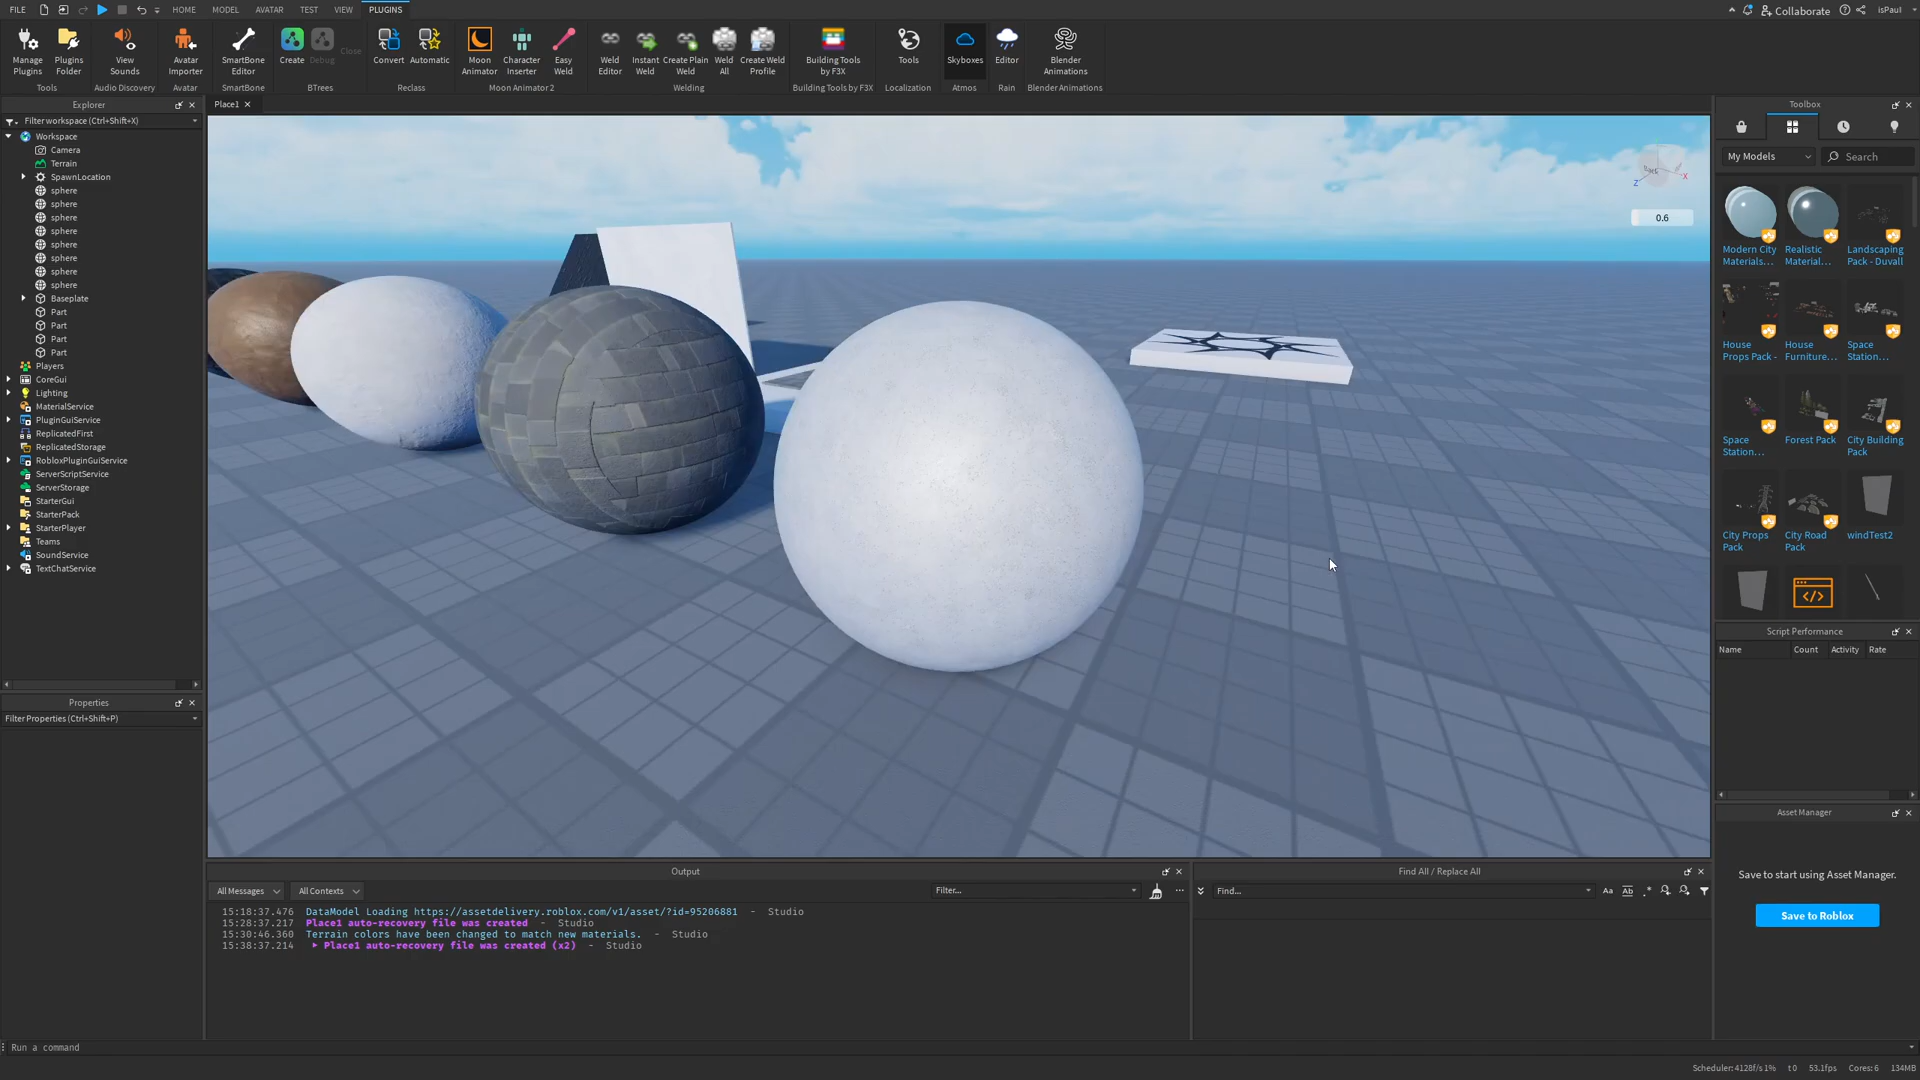 FILE HOME MODEL AVATAR TEST VIEW PLUGINS Collaborate isPaul
Manage Plugins
Plugins Folder
View Sounds
Avatar Importer
SmartBone Editor
Create
Debug
Close
Convert
Automatic
Moon Animator
Character Inserter
Easy Weld
Weld Editor
Instant Weld
Create Plain Weld
Weld All
Create Weld Profile
Building Tools by F3X
Tools
Skyboxes
Editor
Blender Animations
Tools Audio Discovery Avatar SmartBone BTrees Reclass Moon Animator 2 Welding Building Tools by F3X Localization Atmos Rain Blender Animations
Explorer
Filter workspace (Ctrl+Shift+X)
Workspace
Camera
Terrain
SpawnLocation
sphere
sphere
sphere
sphere
sphere
sphere
sphere
sphere
Baseplate
Part
Part
Part
Part
Players
CoreGui
Lighting
MaterialService
PluginGuiService
ReplicatedFirst
ReplicatedStorage
RobloxPluginGuiService
ServerScriptService
ServerStorage
StarterGui
StarterPack
StarterPlayer
Teams
SoundService
TextChatService
Properties
Filter Properties (Ctrl+Shift+P)
Place1
Back
Z X
0.6
Toolbox
My Models
Search
Modern City Materials...
Realistic Material...
Landscaping Pack - Duvall
House Props Pack -
House Furniture...
Space Station...
Space Station...
Forest Pack
City Building Pack
City Props Pack
City Road Pack
windTest2
Script Performance
Name Count Activity Rate
Asset Manager
Save to start using Asset Manager.
Save to Roblox
Output
All Messages All Contexts Filter...
15:18:37.476 DataModel Loading https://assetdelivery.roblox.com/v1/asset/?id=95206881 - Studio
15:28:37.217 Place1 auto-recovery file was created - Studio
15:30:46.360 Terrain colors have been changed to match new materials. - Studio
15:38:37.214 Place1 auto-recovery file was created (x2) - Studio
Find All / Replace All
Find...
Aa Ab .*
Run a command
Scheduler: 4128f/s 1% t0 53.1fps Cores: 6 134MB